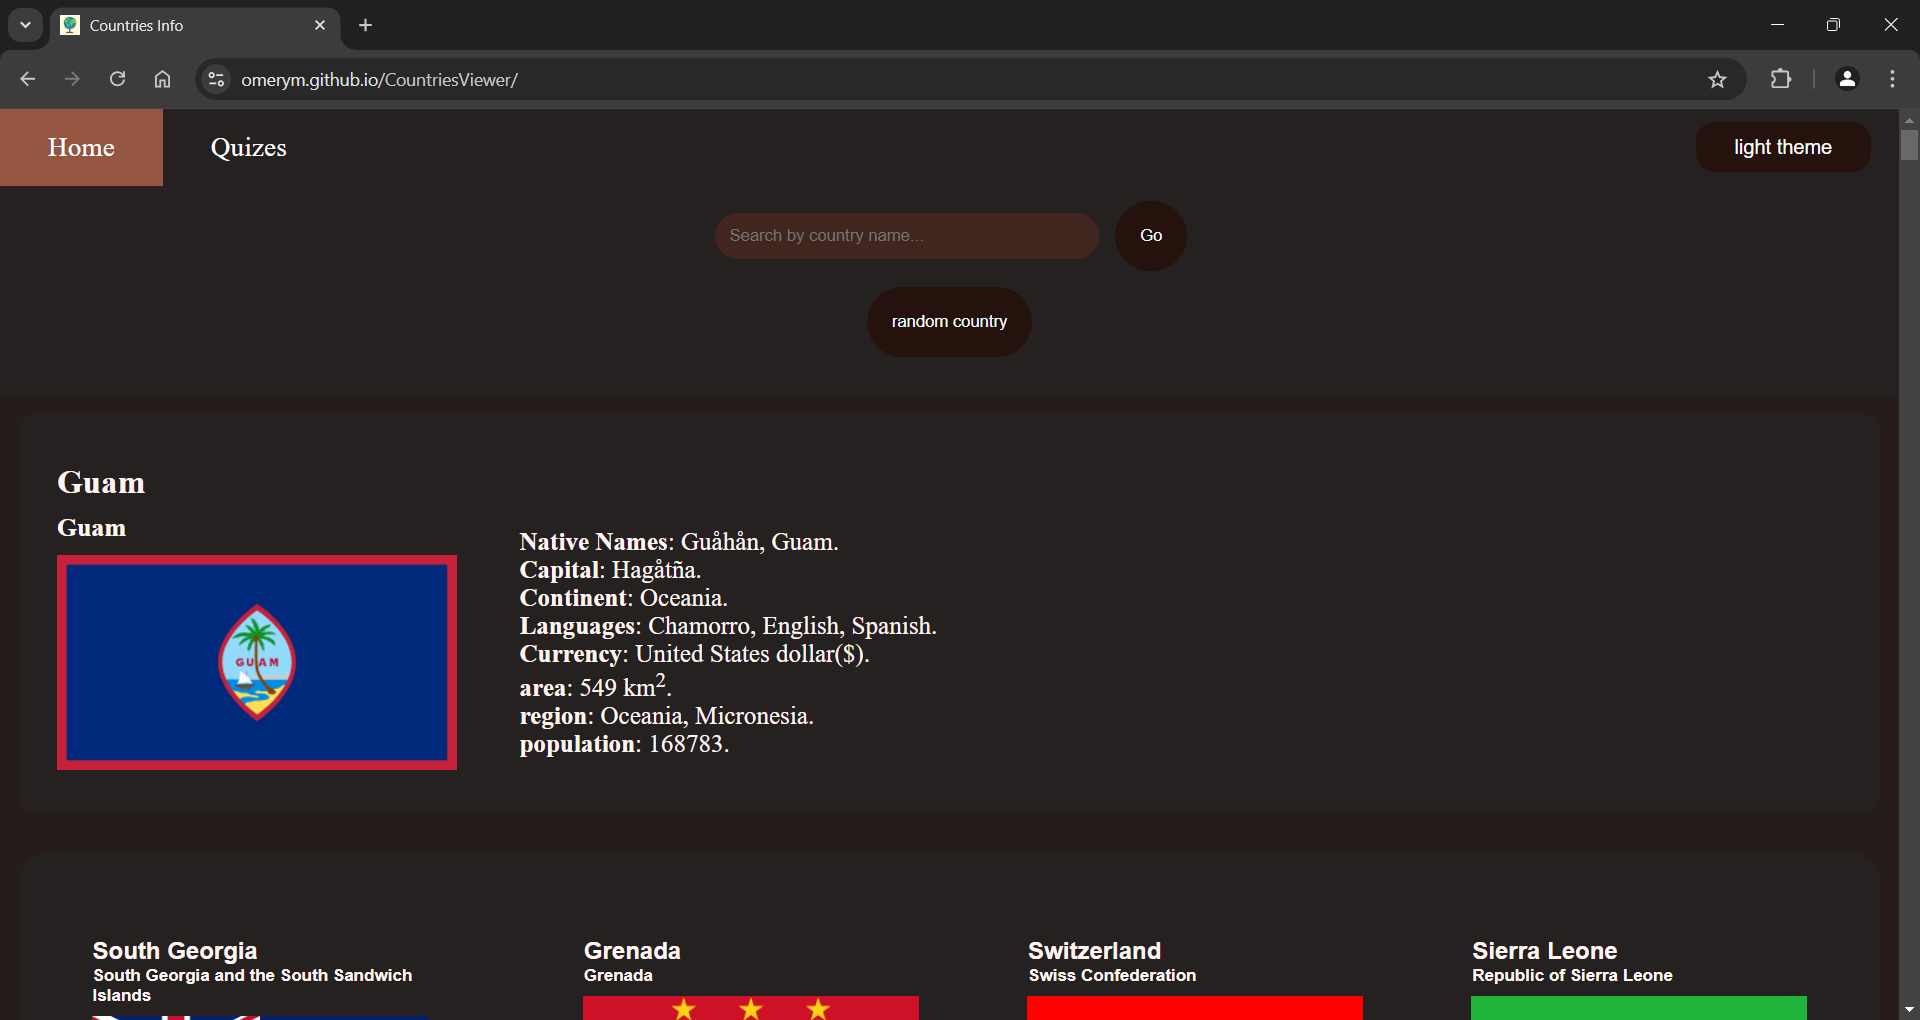 Countries Info
omerym.github.io/CountriesViewer/
Home
Quizes
light theme
Search by country name...
Go
random country
Guam
Guam
GUAM
Native Names: Guåhån, Guam.
Capital: Hagåtña.
Continent: Oceania.
Languages: Chamorro, English, Spanish.
Currency: United States dollar($).
area: 549 km².
region: Oceania, Micronesia.
population: 168783.
South Georgia
South Georgia and the South Sandwich
Islands
Grenada
Grenada
Switzerland
Swiss Confederation
Sierra Leone
Republic of Sierra Leone